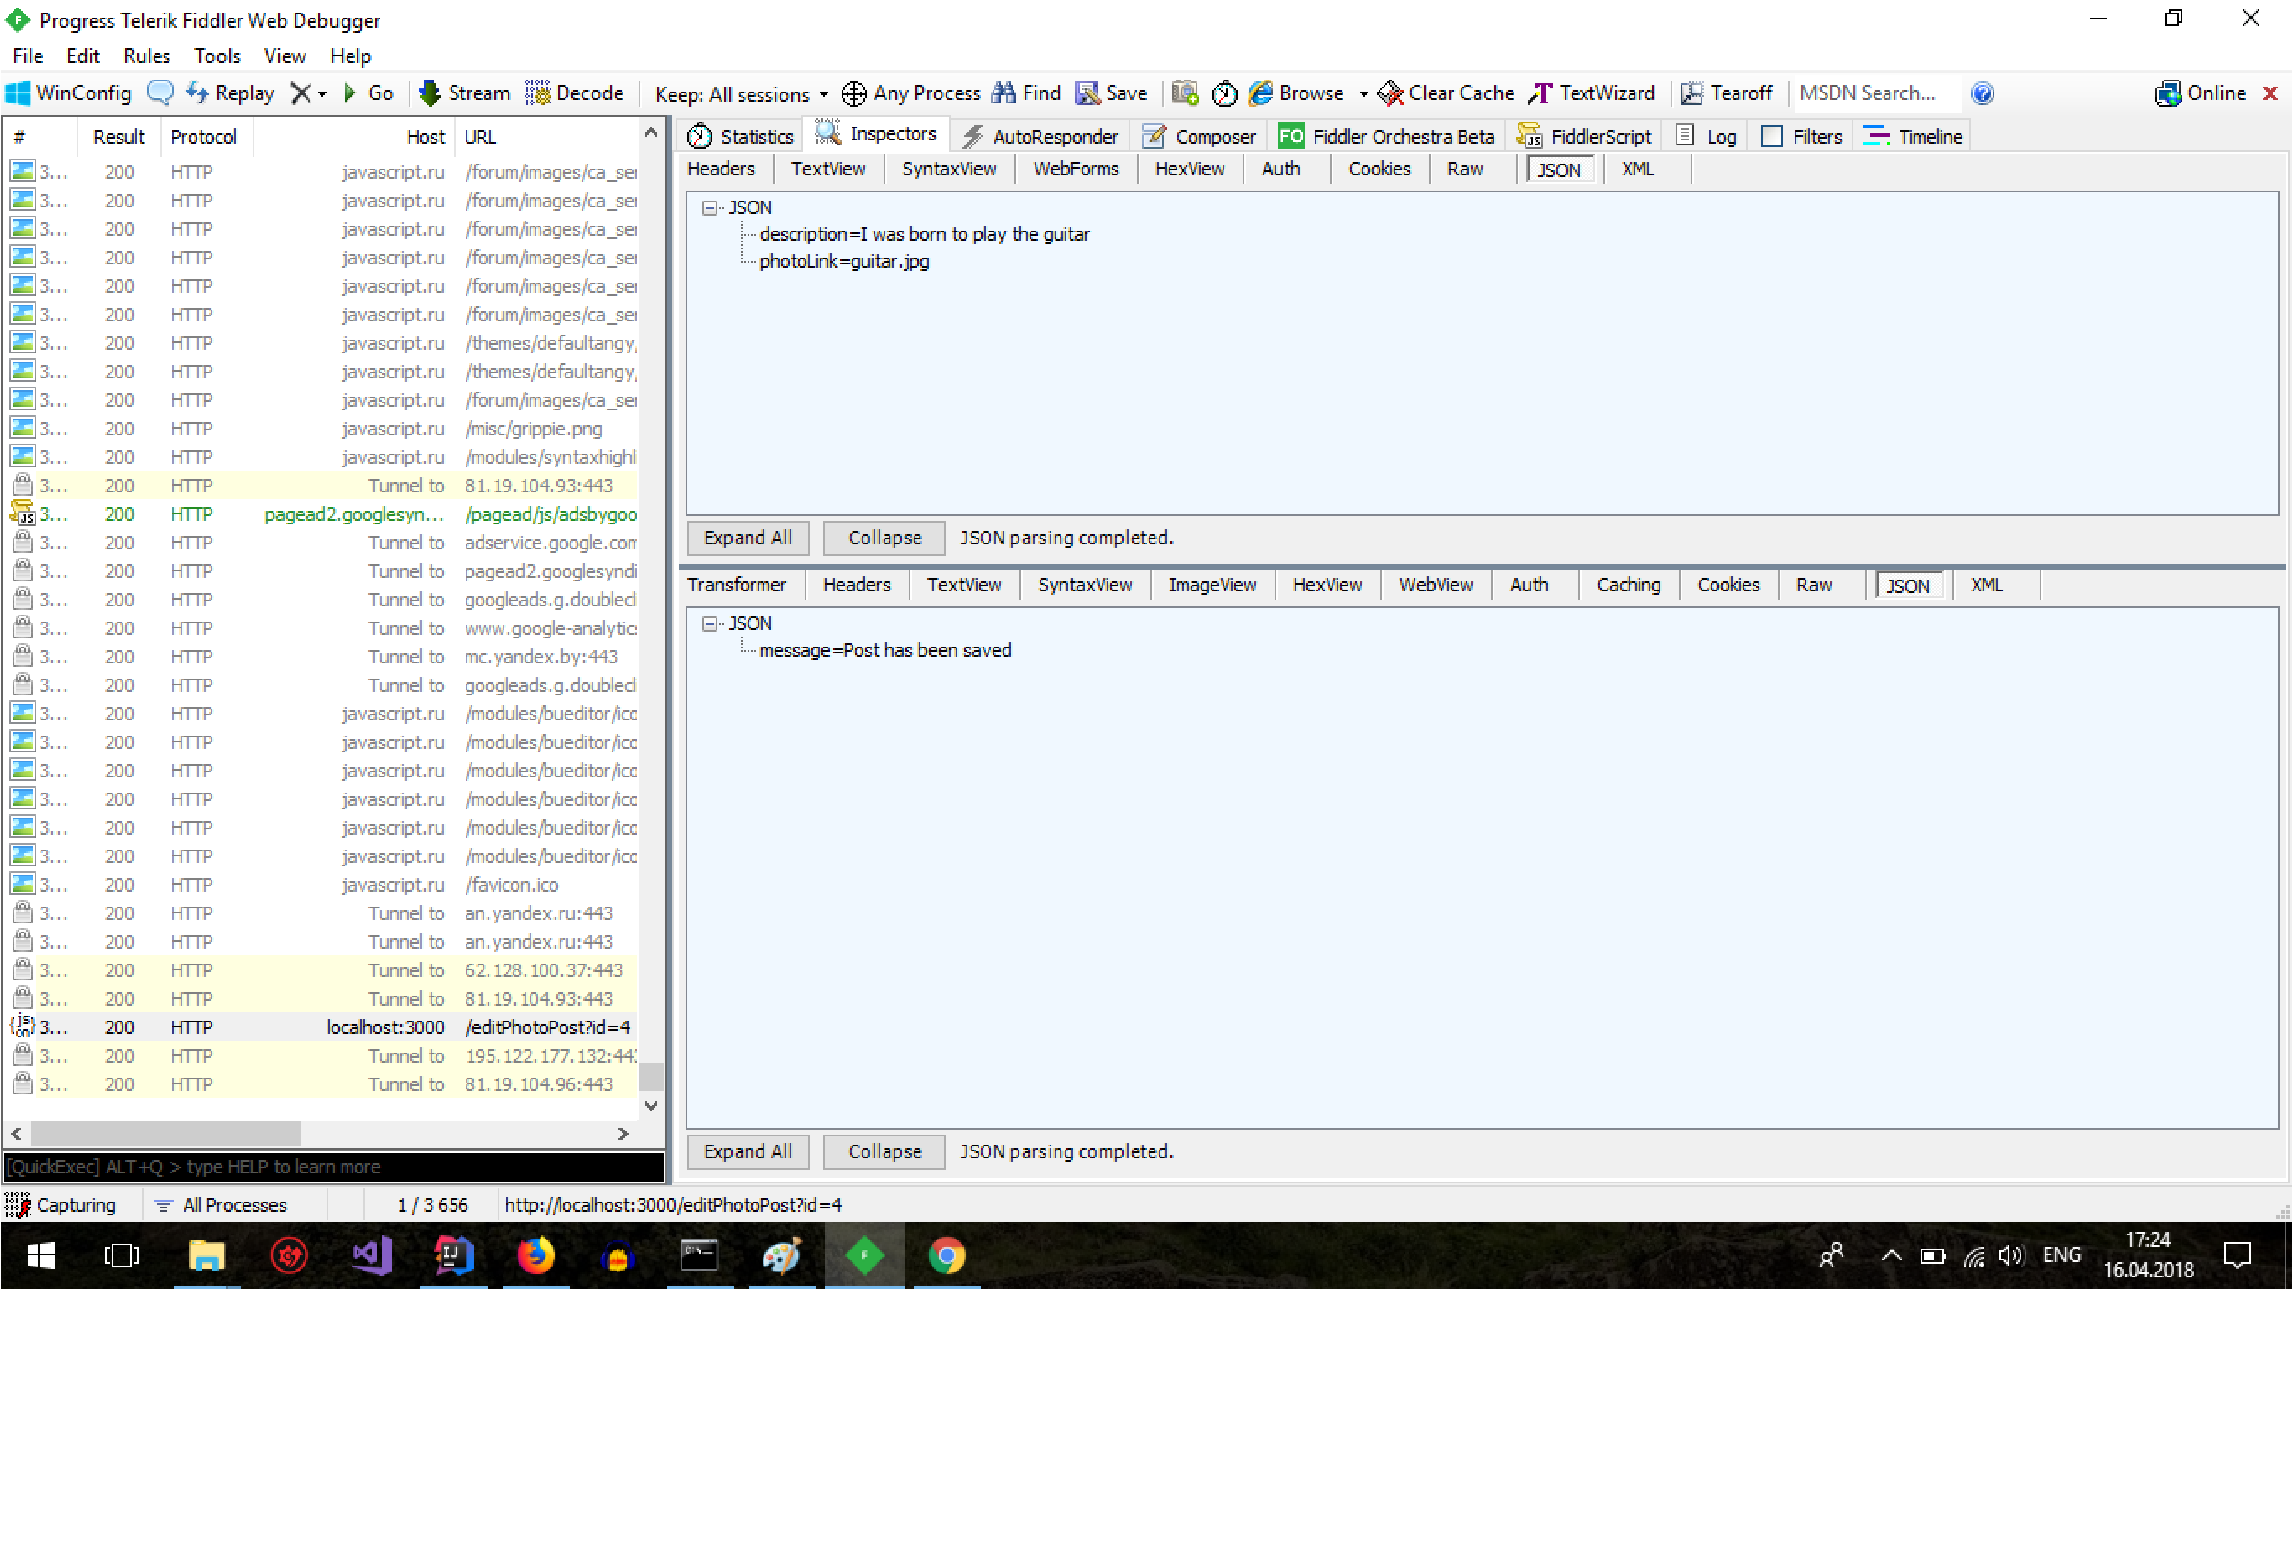 Progress Telerik Fiddler Web Debugger
File Edit Rules Tools View Help
WinConfig Replay Go Stream Decode Keep: All sessions Any Process Find Save Browse Clear Cache TextWizard Tearoff MSDN Search... Online
# Result Protocol Host URL
3... 200 HTTP javascript.ru /forum/images/ca_ser
3... 200 HTTP javascript.ru /forum/images/ca_ser
3... 200 HTTP javascript.ru /forum/images/ca_ser
3... 200 HTTP javascript.ru /forum/images/ca_ser
3... 200 HTTP javascript.ru /forum/images/ca_ser
3... 200 HTTP javascript.ru /forum/images/ca_ser
3... 200 HTTP javascript.ru /themes/defaultangy,
3... 200 HTTP javascript.ru /themes/defaultangy,
3... 200 HTTP javascript.ru /forum/images/ca_ser
3... 200 HTTP javascript.ru /misc/grippie.png
3... 200 HTTP javascript.ru /modules/syntaxhighl
3... 200 HTTP Tunnel to 81.19.104.93:443
3... 200 HTTP pagead2.googlesyn... /pagead/js/adsbygoo
3... 200 HTTP Tunnel to adservice.google.com
3... 200 HTTP Tunnel to pagead2.googlesyndi
3... 200 HTTP Tunnel to googleads.g.doublecl
3... 200 HTTP Tunnel to www.google-analytics
3... 200 HTTP Tunnel to mc.yandex.by:443
3... 200 HTTP Tunnel to googleads.g.doublecl
3... 200 HTTP javascript.ru /modules/bueditor/ico
3... 200 HTTP javascript.ru /modules/bueditor/ico
3... 200 HTTP javascript.ru /modules/bueditor/ico
3... 200 HTTP javascript.ru /modules/bueditor/ico
3... 200 HTTP javascript.ru /modules/bueditor/ico
3... 200 HTTP javascript.ru /modules/bueditor/ico
3... 200 HTTP javascript.ru /favicon.ico
3... 200 HTTP Tunnel to an.yandex.ru:443
3... 200 HTTP Tunnel to an.yandex.ru:443
3... 200 HTTP Tunnel to 62.128.100.37:443
3... 200 HTTP Tunnel to 81.19.104.93:443
3... 200 HTTP localhost:3000 /editPhotoPost?id=4
3... 200 HTTP Tunnel to 195.122.177.132:443
3... 200 HTTP Tunnel to 81.19.104.96:443
[QuickExec] ALT+Q > type HELP to learn more
Statistics Inspectors AutoResponder Composer FO Fiddler Orchestra Beta FiddlerScript Log Filters Timeline
Headers TextView SyntaxView WebForms HexView Auth Cookies Raw JSON XML
JSON
description=I was born to play the guitar
photoLink=guitar.jpg
Expand All Collapse JSON parsing completed.
Transformer Headers TextView SyntaxView ImageView HexView WebView Auth Caching Cookies Raw JSON XML
JSON
message=Post has been saved
Expand All Collapse JSON parsing completed.
Capturing All Processes 1 / 3 656 http://localhost:3000/editPhotoPost?id=4
ENG 17:24
16.04.2018